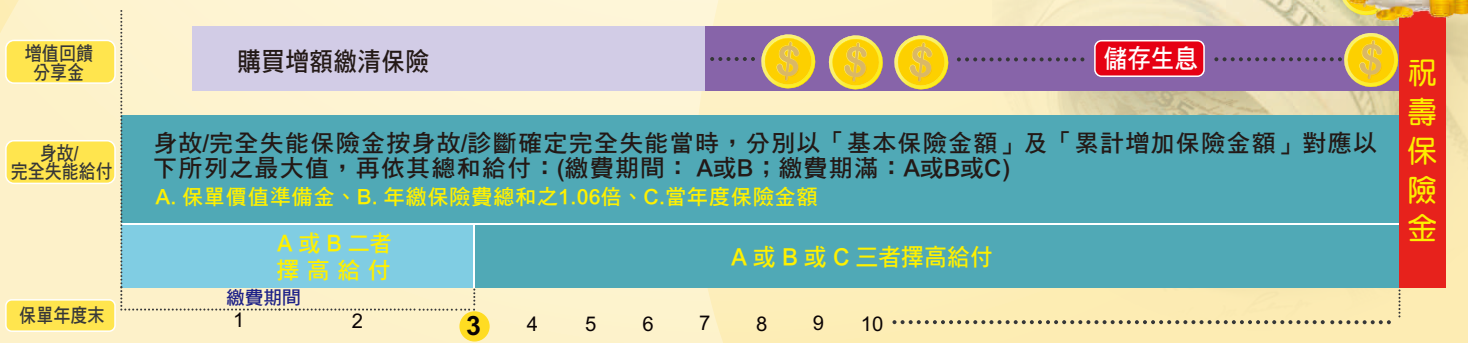 增值回饋
分享金
購買增額繳清保險
$ $ $
儲存生息
$
祝壽保險金
身故/
完全失能給付
身故/完全失能保險金按身故/診斷確定完全失能當時,分別以「基本保險金額」及「累計增加保險金額」對應以
下所列之最大值,再依其總和給付:(繳費期間: A或B;繳費期滿:A或B或C)
A. 保單價值準備金、B. 年繳保險費總和之1.06倍、C.當年度保險金額
A 或 B 二者
擇 高 給 付
A 或 B 或 C 三者擇高給付
繳費期間
保單年度末
1 2 3 4 5 6 7 8 9 10